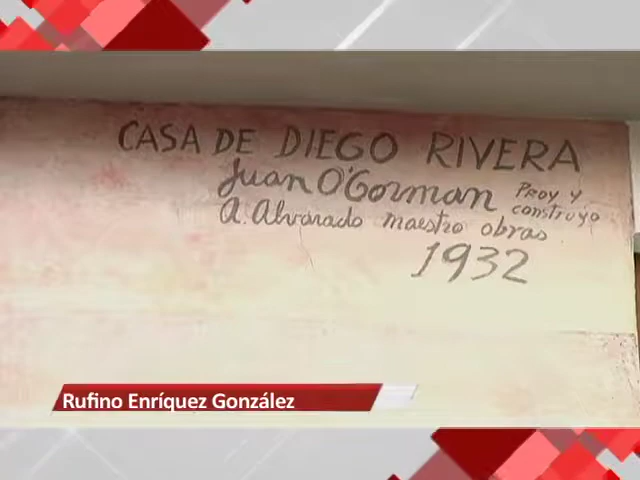 CASA DE DIEGO RIVERA
Juan O'Gorman Proy y construyo
A. Alvarado maestro obras
1932
Rufino Enríquez González